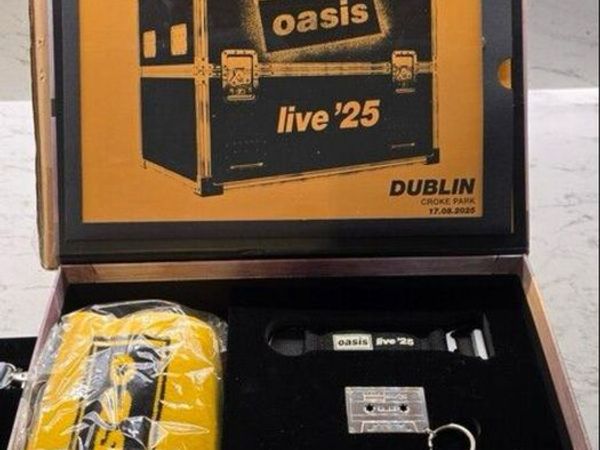 oasis
live '25
DUBLIN
CROKE PARK
17.08.2025
oasis live '25